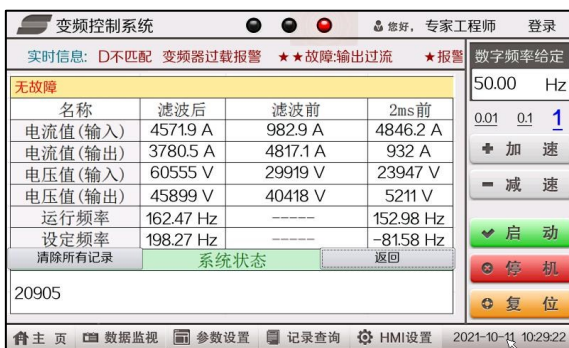 变频控制系统 您好, 专家工程师 登录
实时信息: D不匹配 变频器过载报警 ★★故障:输出过流 ★报警
数字频率给定
50.00 Hz
0.01 0.1 1
加速
减速
启动
停机
复位
无故障
名称 滤波后 滤波前 2ms前
电流值(输入) 4571.9 A 982.9 A 4846.2 A
电流值(输出) 3780.5 A 4817.1 A 932 A
电压值(输入) 60555 V 29919 V 23947 V
电压值(输出) 45899 V 40418 V 5211 V
运行频率 162.47 Hz ----- 152.98 Hz
设定频率 198.27 Hz ----- -81.58 Hz
清除所有记录 系统状态 返回
20905
主 页 数据监视 参数设置 记录查询 HMI设置 2021-10-11 10:29:22